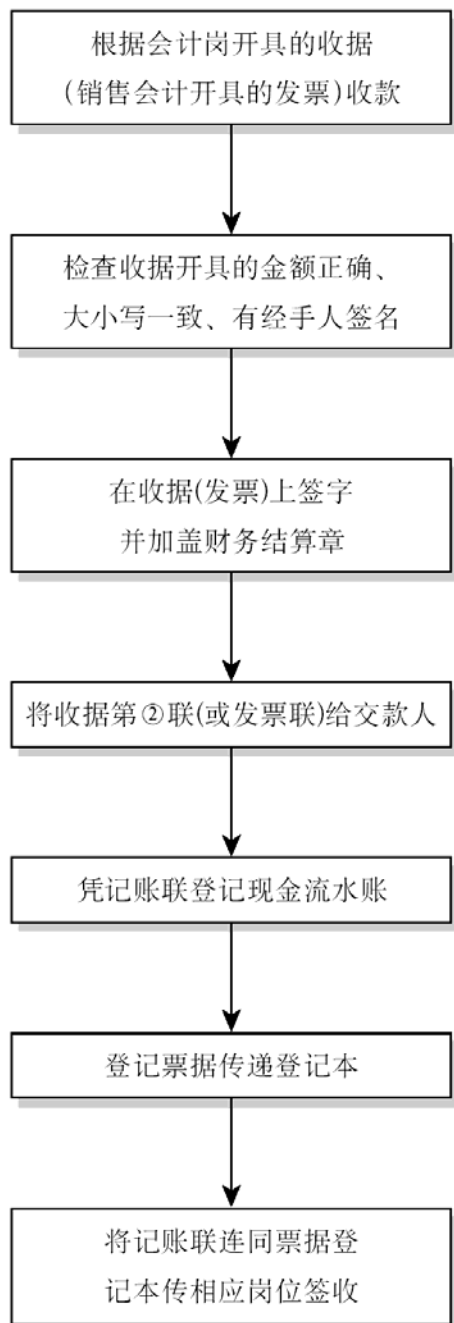 根据会计岗开具的收据
(销售会计开具的发票)收款
检查收据开具的金额正确、
大小写一致、有经手人签名
在收据(发票)上签字
并加盖财务结算章
将收据第②联(或发票联)给交款人
凭记账联登记现金流水账
登记票据传递登记本
将记账联连同票据登
记本传相应岗位签收